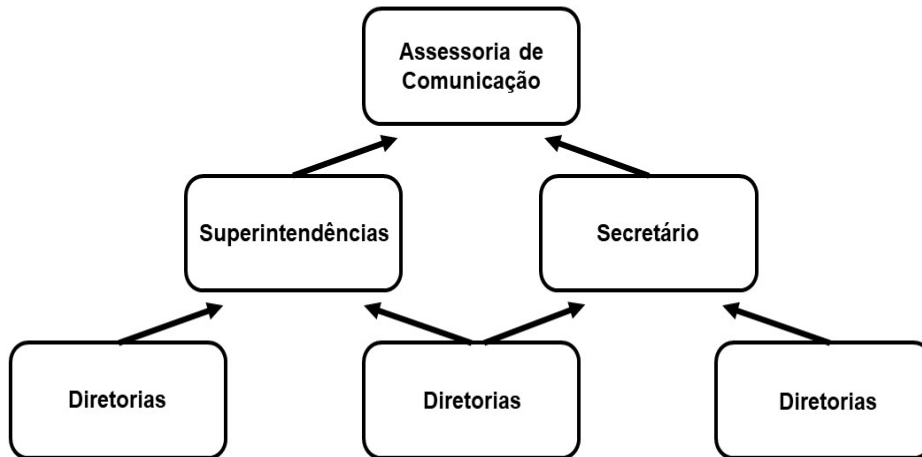 Assessoria de
Comunicação
Superintendências
Secretário
Diretorias
Diretorias
Diretorias